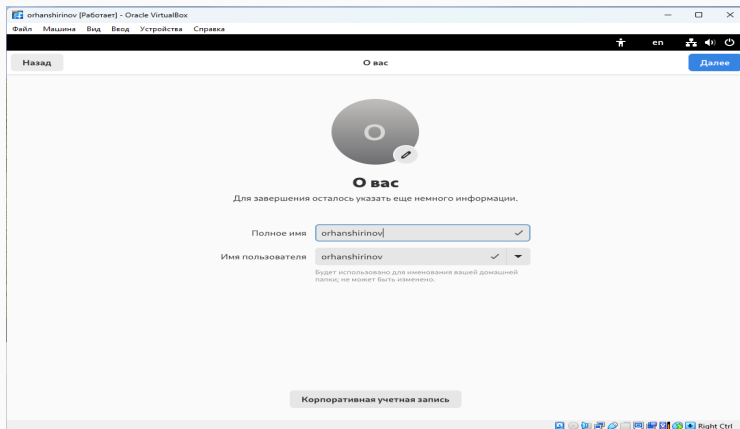 orhanshirinov [Работает] - Oracle VirtualBox
Файл Машина Вид Ввод Устройства Справка
en
Назад
О вас
Далее
О
О вас
Для завершения осталось указать еще немного информации.
Полное имя orhanshirinov
Имя пользователя orhanshirinov
Будет использовано для именования вашей домашней
папки; не может быть изменено.
Корпоративная учетная запись
Right Ctrl